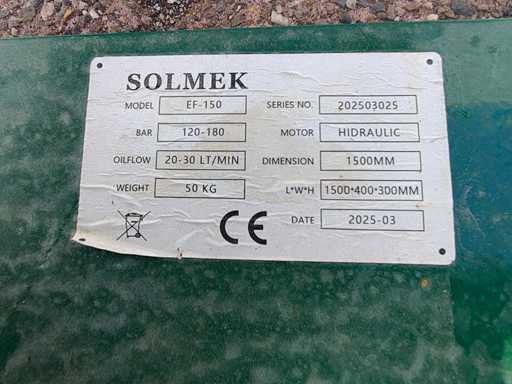 SOLMEK
MODEL EF-150 SERIES NO. 202503025
BAR 120-180 MOTOR HIDRAULIC
OILFLOW 20-30 LT/MIN DIMENSION 1500MM
WEIGHT 50 KG L*W*H 1500*400*300MM
CE DATE 2025-03